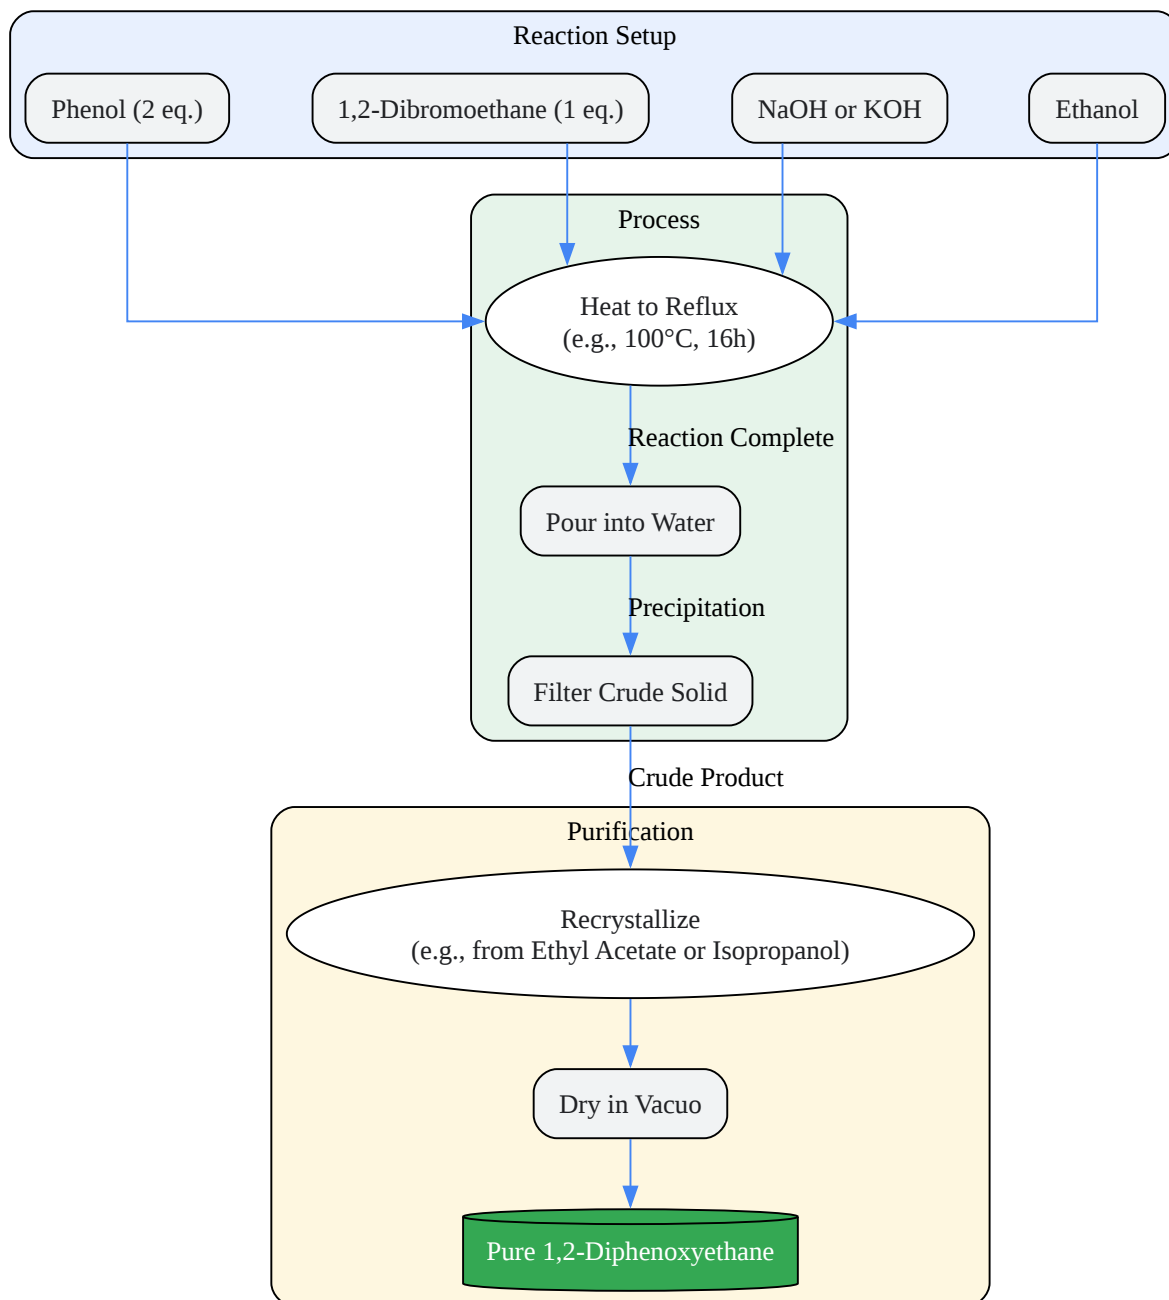 Reaction Setup
Phenol (2 eq.)
1,2-Dibromoethane (1 eq.)
NaOH or KOH
Ethanol
Process
Heat to Reflux
(e.g., 100°C, 16h)
Reaction Complete
Pour into Water
Precipitation
Filter Crude Solid
Crude Product
Purification
Recrystallize
(e.g., from Ethyl Acetate or Isopropanol)
Dry in Vacuo
Pure 1,2-Diphenoxyethane